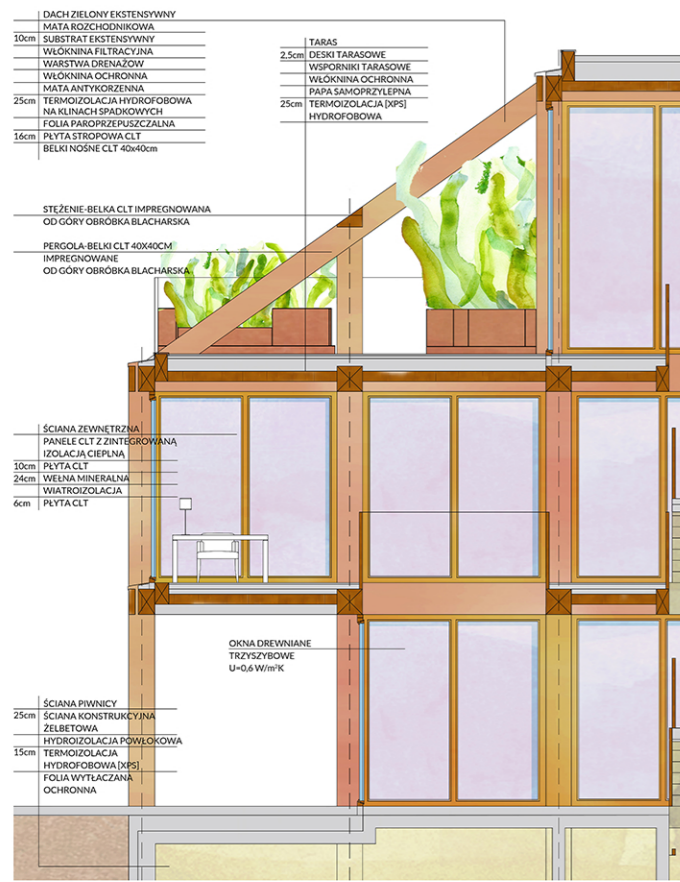 DACH ZIELONY EKSTENSYWNY
MATA ROZCHODNIKOWA
10cm SUBSTRAT EKSTENSYWNY
WŁÓKNINA FILTRACYJNA
WARSTWA DRENAŻOW
WŁÓKNINA OCHRONNA
MATA ANTYKORZENNA
25cm TERMOIZOLACJA HYDROFOBOWA
NA KLINACH SPADKOWYCH
FOLIA PAROPRZEPUSZCZALNA
16cm PŁYTA STROPOWA CLT
BELKI NOŚNE CLT 40x40cm
TARAS
2,5cm DESKI TARASOWE
WSPORNIKI TARASOWE
WŁÓKNINA OCHRONNA
PAPA SAMOPRZYLEPNA
25cm TERMOIZOLACJA [XPS]
HYDROFOBOWA
STĘŻENIE-BELKA CLT IMPREGNOWANA
OD GÓRY OBRÓBKA BLACHARSKA
PERGOLA-BELKI CLT 40X40CM
IMPREGNOWANE
OD GÓRY OBRÓBKA BLACHARSKA
ŚCIANA ZEWNĘTRZNA
PANELE CLT Z ZINTEGROWANĄ
IZOLACJĄ CIEPLNĄ
10cm PŁYTA CLT
24cm WEŁNA MINERALNA
WIATROIZOLACJA
6cm PŁYTA CLT
OKNA DREWNIANE
TRZYSZYBOWE
U=0,6 W/m²K
ŚCIANA PIWNICY
25cm ŚCIANA KONSTRUKCYJNA
ŻELBETOWA
HYDROIZOLACJA POWŁOKOWA
15cm TERMOIZOLACJA
HYDROFOBOWA [XPS]
FOLIA WYTŁACZANA
OCHRONNA